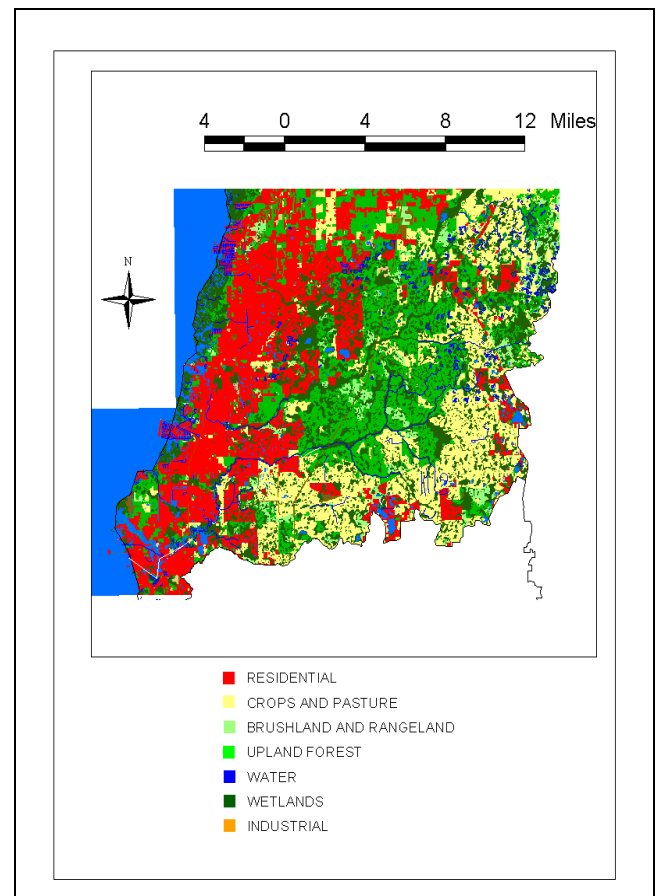 4 0 4 8 12 Miles
N
RESIDENTIAL
CROPS AND PASTURE
BRUSHLAND AND RANGELAND
UPLAND FOREST
WATER
WETLANDS
INDUSTRIAL